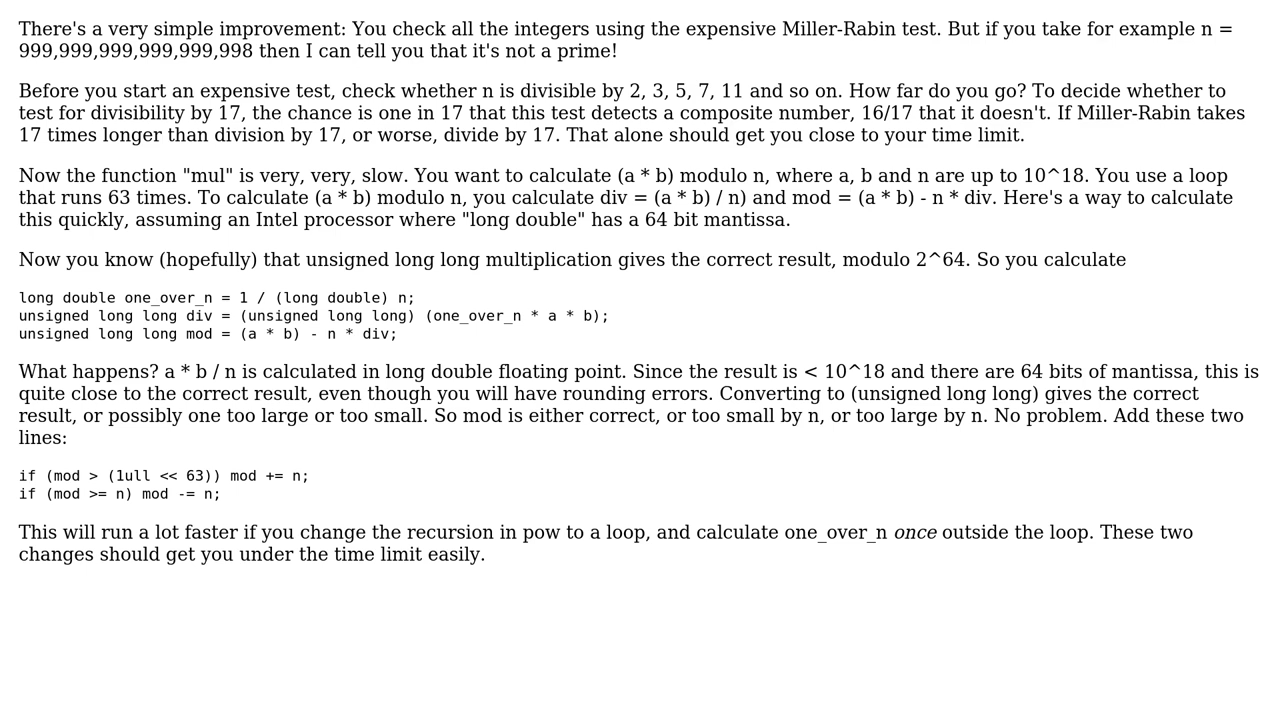 There's a very simple improvement: You check all the integers using the expensive Miller-Rabin test. But if you take for example n =
999,999,999,999,999,998 then I can tell you that it's not a prime!
Before you start an expensive test, check whether n is divisible by 2, 3, 5, 7, 11 and so on. How far do you go? To decide whether to
test for divisibility by 17, the chance is one in 17 that this test detects a composite number, 16/17 that it doesn't. If Miller-Rabin takes
17 times longer than division by 17, or worse, divide by 17. That alone should get you close to your time limit.
Now the function "mul" is very, very, slow. You want to calculate (a * b) modulo n, where a, b and n are up to 10^18. You use a loop
that runs 63 times. To calculate (a * b) modulo n, you calculate div = (a * b) / n) and mod = (a * b) - n * div. Here's a way to calculate
this quickly, assuming an Intel processor where "long double" has a 64 bit mantissa.
Now you know (hopefully) that unsigned long long multiplication gives the correct result, modulo 2^64. So you calculate
long double one_over_n = 1 / (long double) n;
unsigned long long div = (unsigned long long) (one_over_n * a * b);
unsigned long long mod = (a * b) - n * div;
What happens? a * b / n is calculated in long double floating point. Since the result is < 10^18 and there are 64 bits of mantissa, this is
quite close to the correct result, even though you will have rounding errors. Converting to (unsigned long long) gives the correct
result, or possibly one too large or too small. So mod is either correct, or too small by n, or too large by n. No problem. Add these two
lines:
if (mod > (1ull << 63)) mod += n;
if (mod >= n) mod -= n;
This will run a lot faster if you change the recursion in pow to a loop, and calculate one_over_n once outside the loop. These two
changes should get you under the time limit easily.